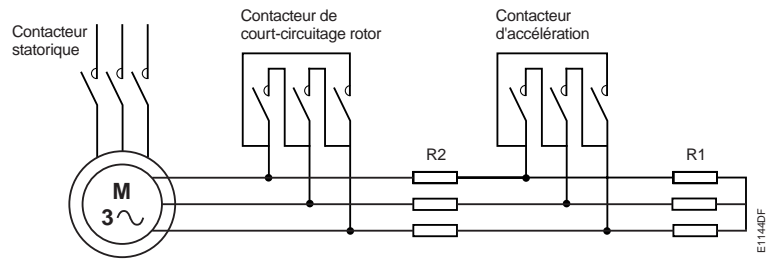 Contacteur
statorique
Contacteur de
court-circuitage rotor
Contacteur
d'accélération
R2
R1
M
3
E1144DF